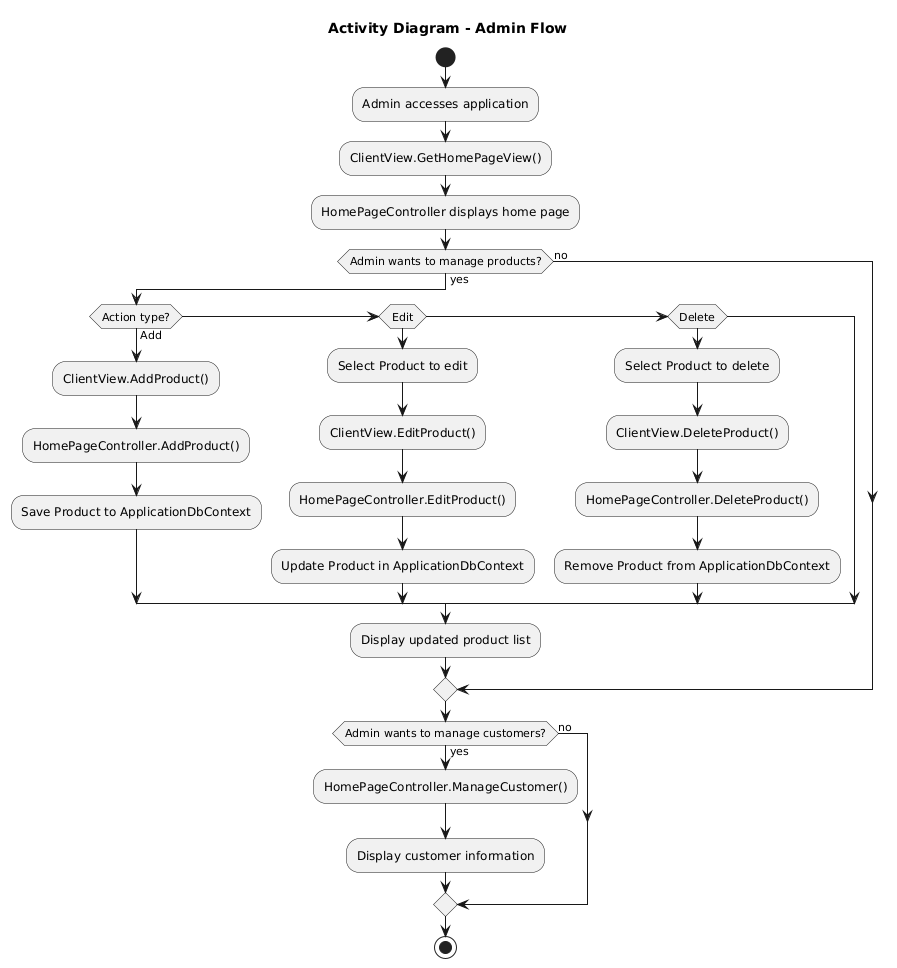 Activity Diagram - Admin Flow
Admin accesses application
ClientView.GetHomePageView()
HomePageController displays home page
Admin wants to manage products?
no
yes
Action type?
Add
ClientView.AddProduct()
HomePageController.AddProduct()
Save Product to ApplicationDbContext
Edit
Select Product to edit
ClientView.EditProduct()
HomePageController.EditProduct()
Update Product in ApplicationDbContext
Delete
Select Product to delete
ClientView.DeleteProduct()
HomePageController.DeleteProduct()
Remove Product from ApplicationDbContext
Display updated product list
Admin wants to manage customers?
no
yes
HomePageController.ManageCustomer()
Display customer information